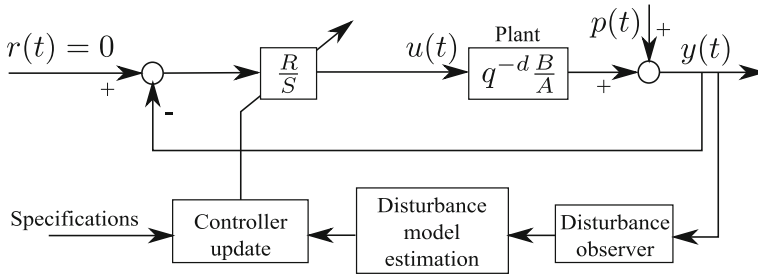 r(t) = 0
+
-
R/S
u(t)
Plant
q^{-d} B/A
+
p(t)
+
y(t)
Specifications
Controller
update
Disturbance
model
estimation
Disturbance
observer